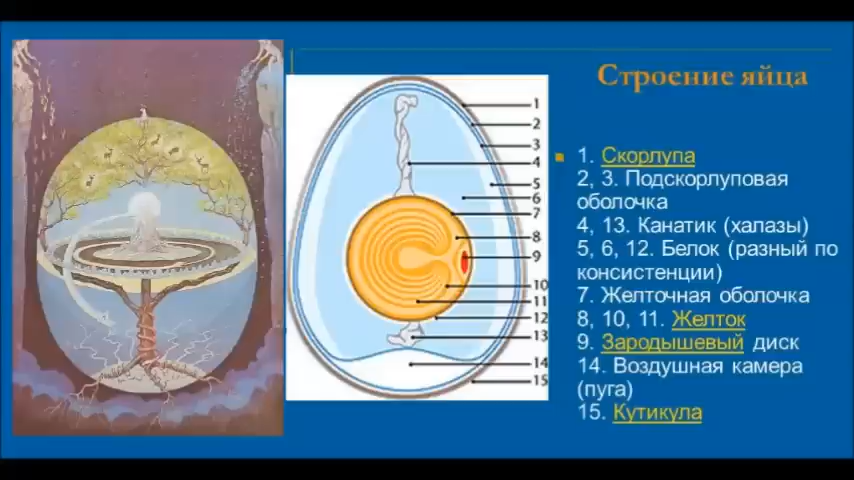 Строение яйца
1. Скорлупа
2, 3. Подскорлуповая
оболочка
4, 13. Канатик (халазы)
5, 6, 12. Белок (разный по
консистенции)
7. Желточная оболочка
8, 10, 11. Желток
9. Зародышевый диск
14. Воздушная камера
(пуга)
15. Кутикула
1
2
3
4
5
6
7
8
9
10
11
12
13
14
15